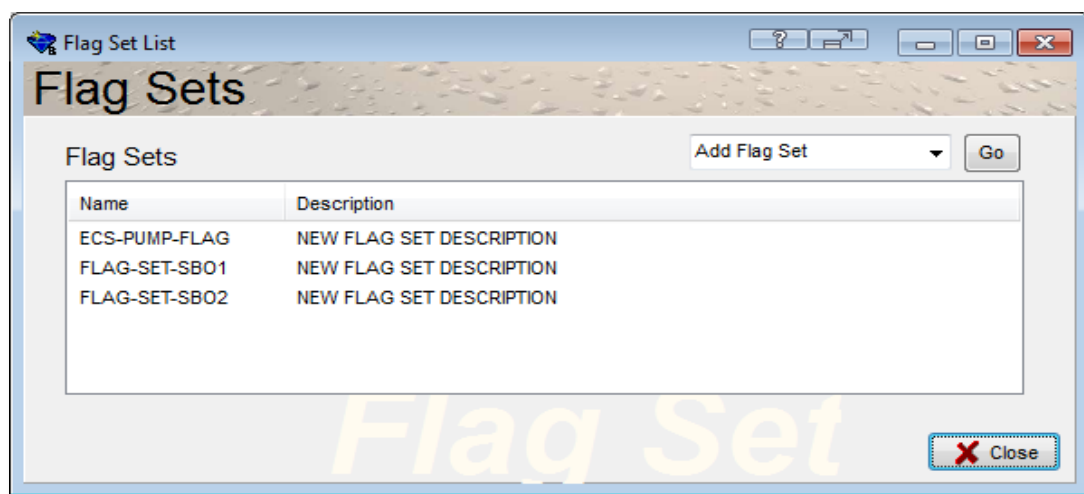 Flag Set List
Flag Sets
Flag Sets
Add Flag Set
Go
Name Description
ECS-PUMP-FLAG NEW FLAG SET DESCRIPTION
FLAG-SET-SBO1 NEW FLAG SET DESCRIPTION
FLAG-SET-SBO2 NEW FLAG SET DESCRIPTION
Flag Set
Close